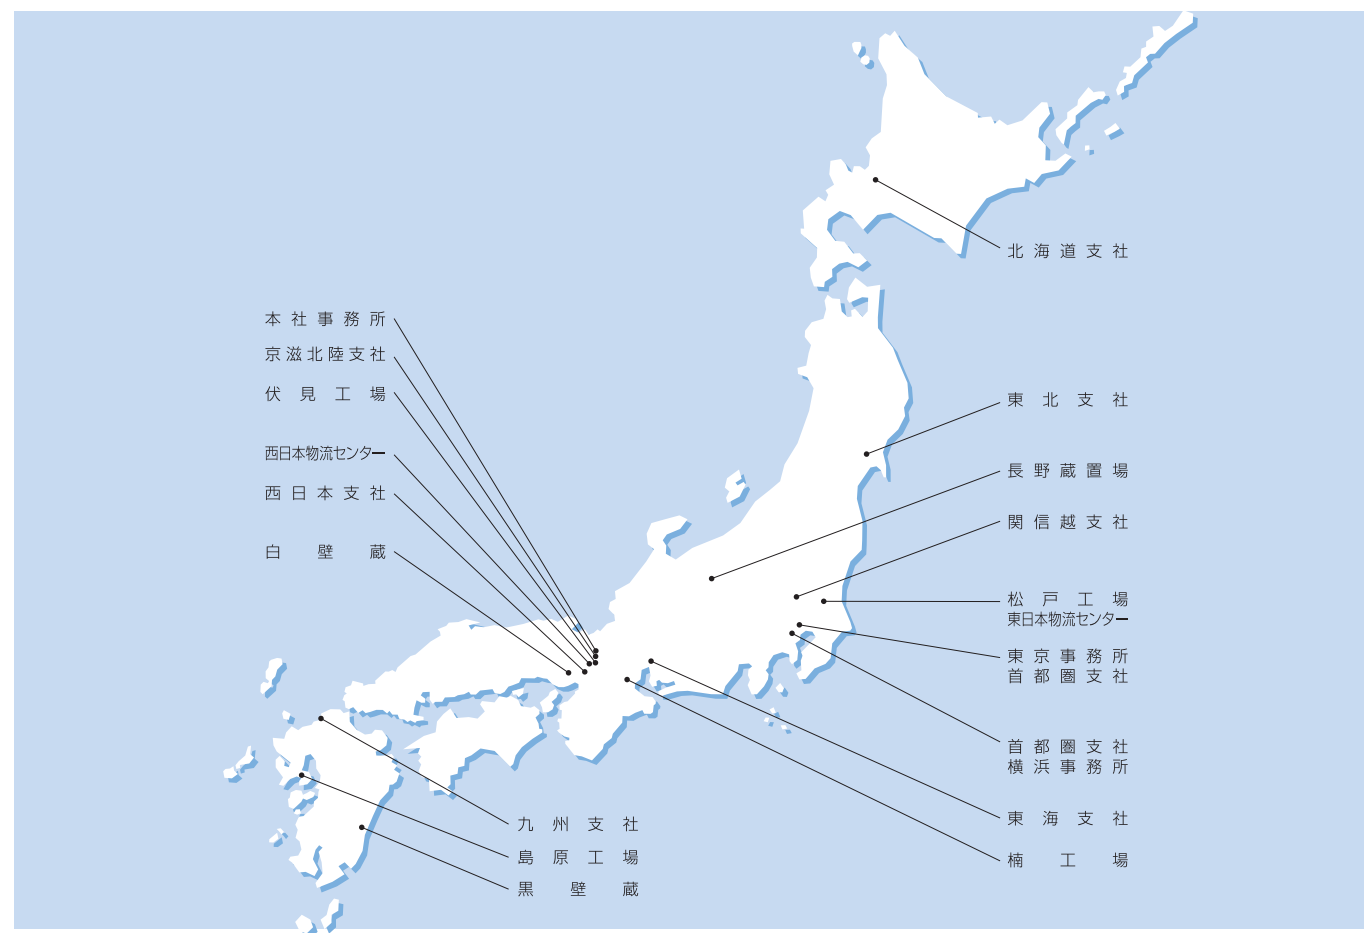 北海道支社
本社事務所
京滋北陸支社
伏見工場
西日本物流センター
西日本支社
白壁蔵
東北支社
長野蔵置場
関信越支社
松戸工場
東日本物流センター
東京事務所
首都圏支社
首都圏支社
横浜事務所
東海支社
楠工場
九州支社
島原工場
黒壁蔵